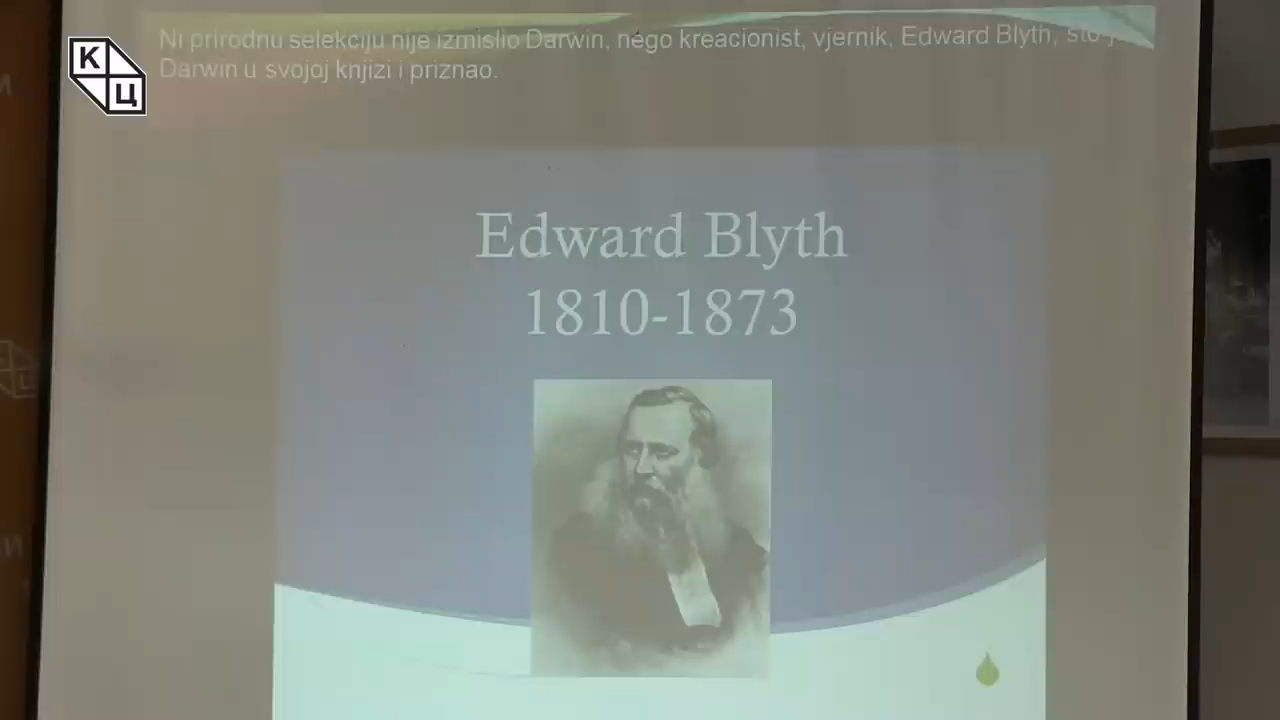 К
Ц
Ni prirodnu selekciju nije izmislio Darwin, nego kreacionist, vjernik, Edward Blyth, što
Darwin u svojoj knjizi i priznao.
Edward Blyth
1810-1873